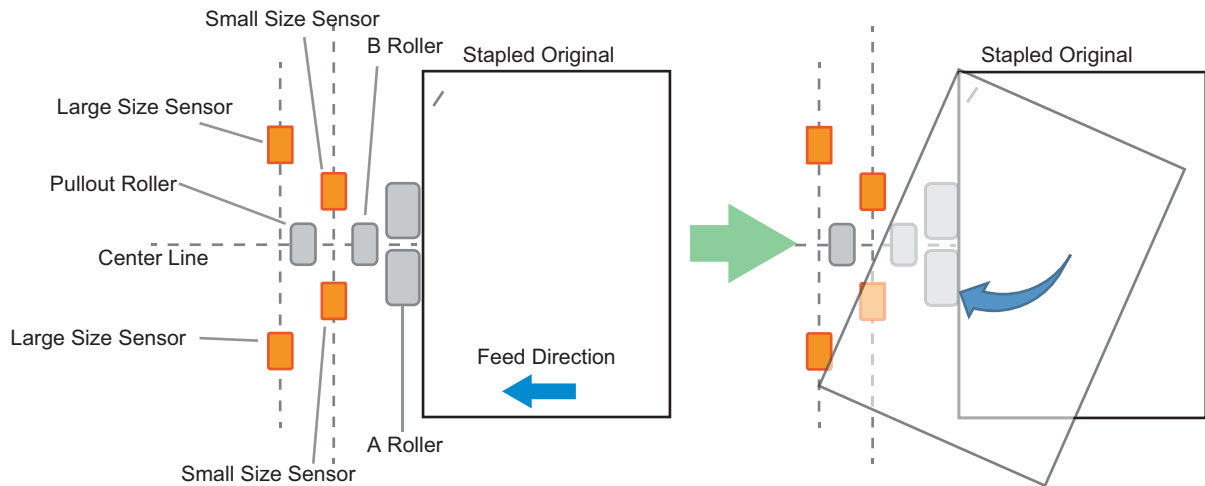 Small Size Sensor
B Roller
Stapled Original
Stapled Original
Large Size Sensor
Pullout Roller
Center Line
Large Size Sensor
Feed Direction
A Roller
Small Size Sensor